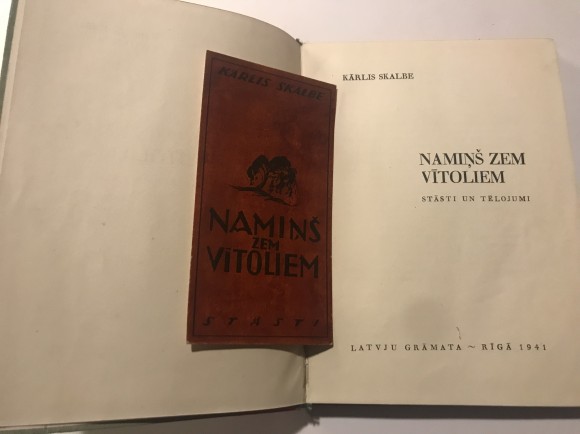 KĀRLIS SKALBE
NAMIŅŠ
ZEM
VĪTOLIEM
STĀSTI
KĀRLIS SKALBE
NAMIŅŠ ZEM
VĪTOLIEM
STĀSTI UN TĒLOJUMI
LATVJU GRĀMATA ~ RĪGĀ 1941